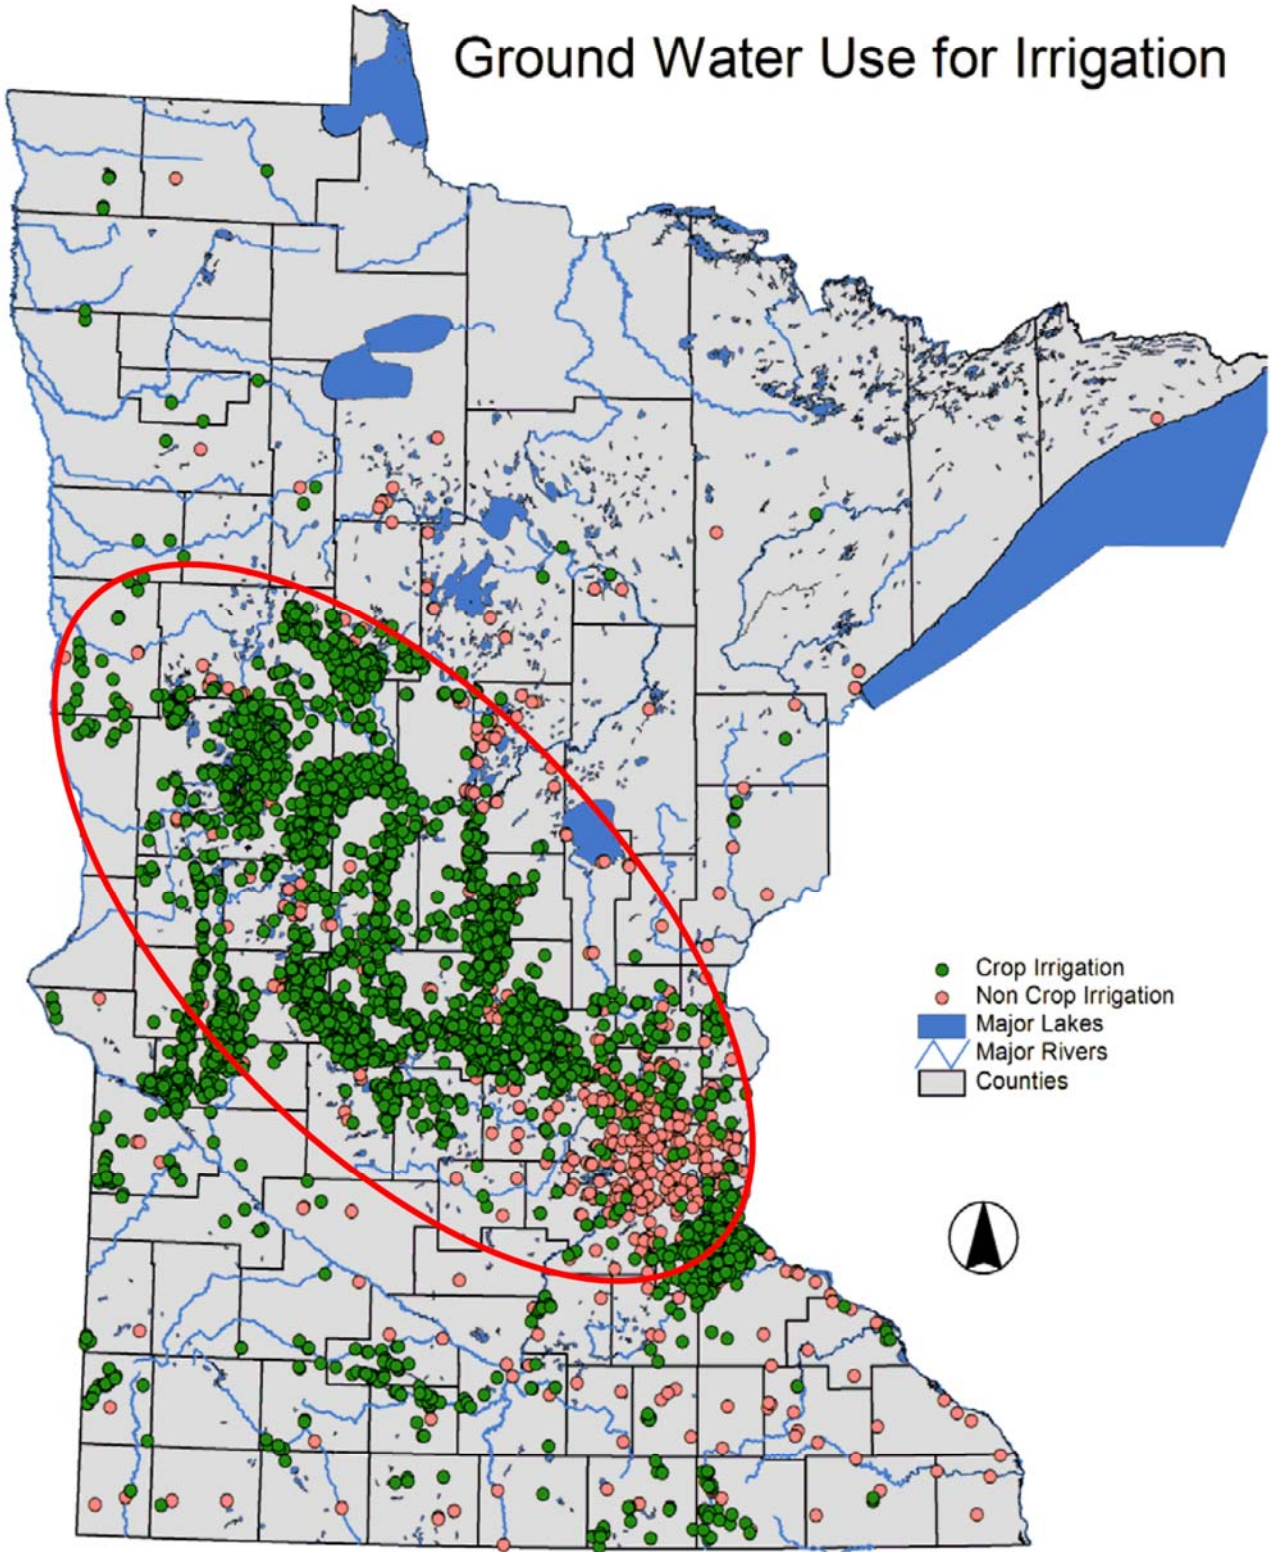 Ground Water Use for Irrigation
Crop Irrigation
Non Crop Irrigation
Major Lakes
Major Rivers
Counties